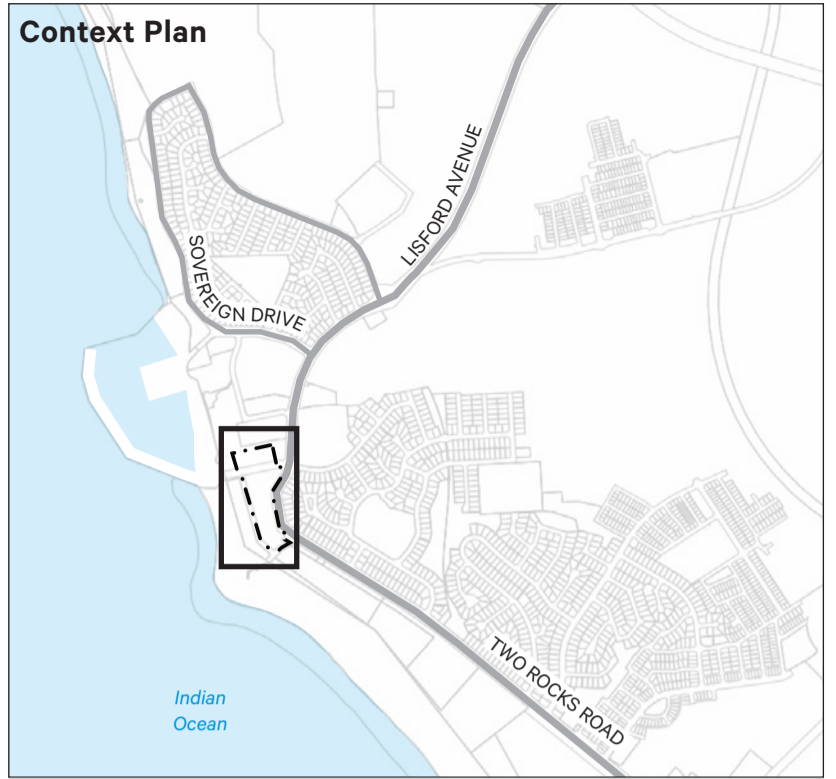 Context Plan
LISFORD AVENUE
SOVEREIGN DRIVE
TWO ROCKS ROAD
Indian
Ocean